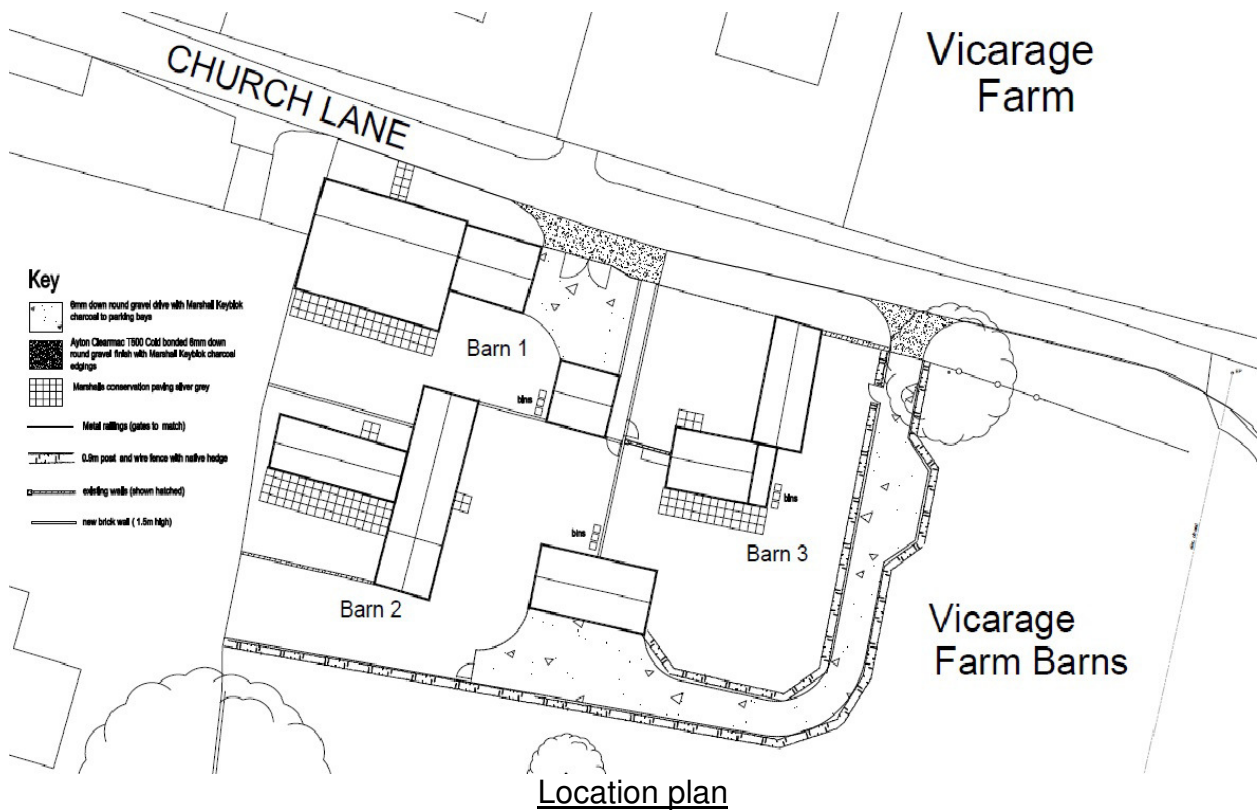 CHURCH LANE
Vicarage
Farm
Key
6mm down round gravel drive with Marshall Keyblok
charcoal to parking bays
Ayton Clearmac T500 Cold bonded 6mm down
round gravel finish with Marshall Keyblok charcoal
edgings
Marshalls conservation paving silver grey
Metal railings (gates to match)
0.9m post and wire fence with native hedge
existing walls (shown hatched)
new brick wall ( 1.5m high)
Barn 1
bins
bins
bins
Barn 2
Barn 3
Vicarage
Farm Barns
Location plan